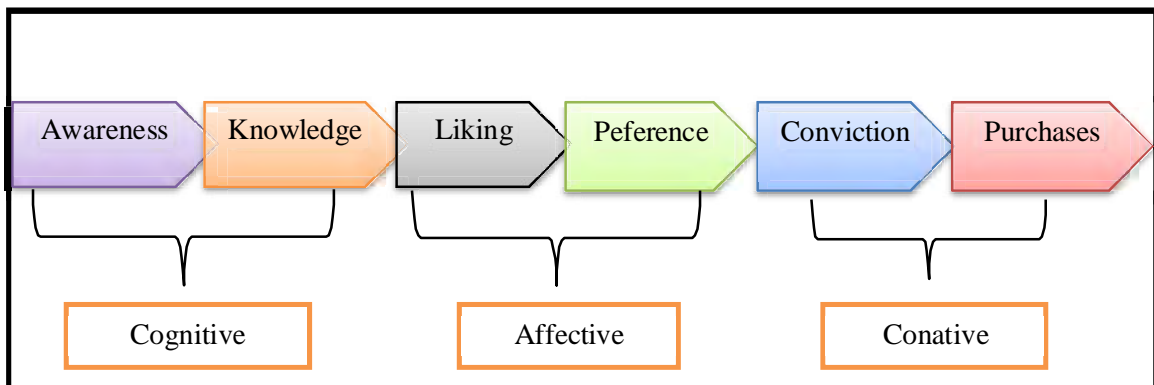 Awareness
Knowledge
Liking
Peference
Conviction
Purchases
Cognitive
Affective
Conative